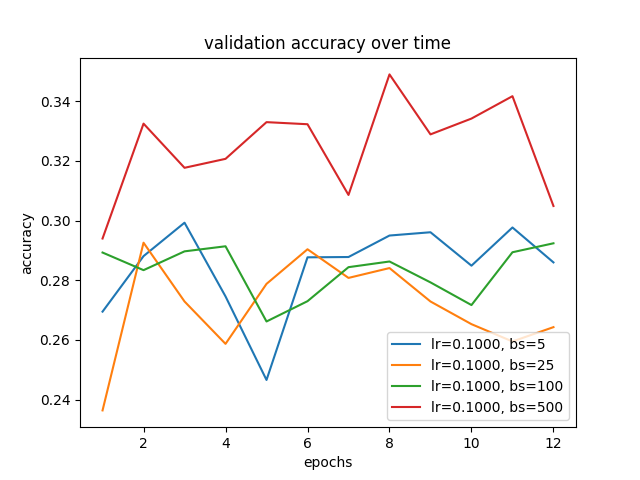 validation accuracy over time
accuracy
0.34
0.32
0.30
0.28
0.26
0.24
lr=0.1000, bs=5
lr=0.1000, bs=25
lr=0.1000, bs=100
lr=0.1000, bs=500
2 4 6 8 10 12
epochs